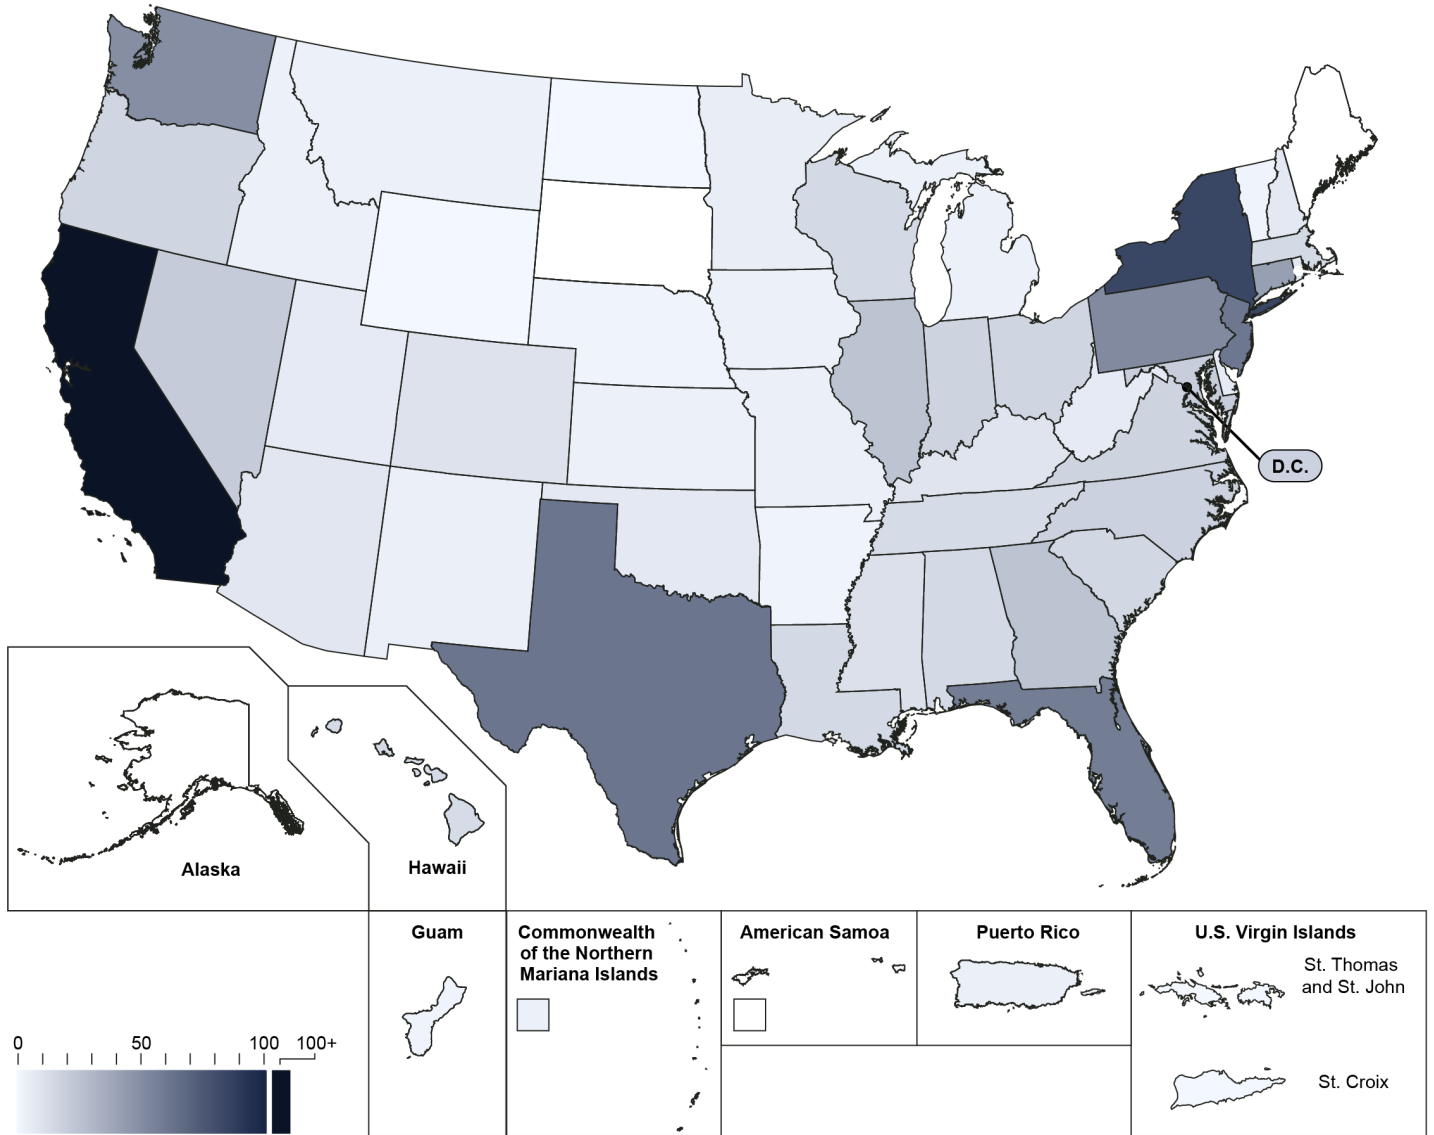 D.C.
Alaska
Hawaii
Guam
Commonwealth
of the Northern
Mariana Islands
American Samoa
Puerto Rico
U.S. Virgin Islands
St. Thomas
and St. John
St. Croix
0 50 100 100+